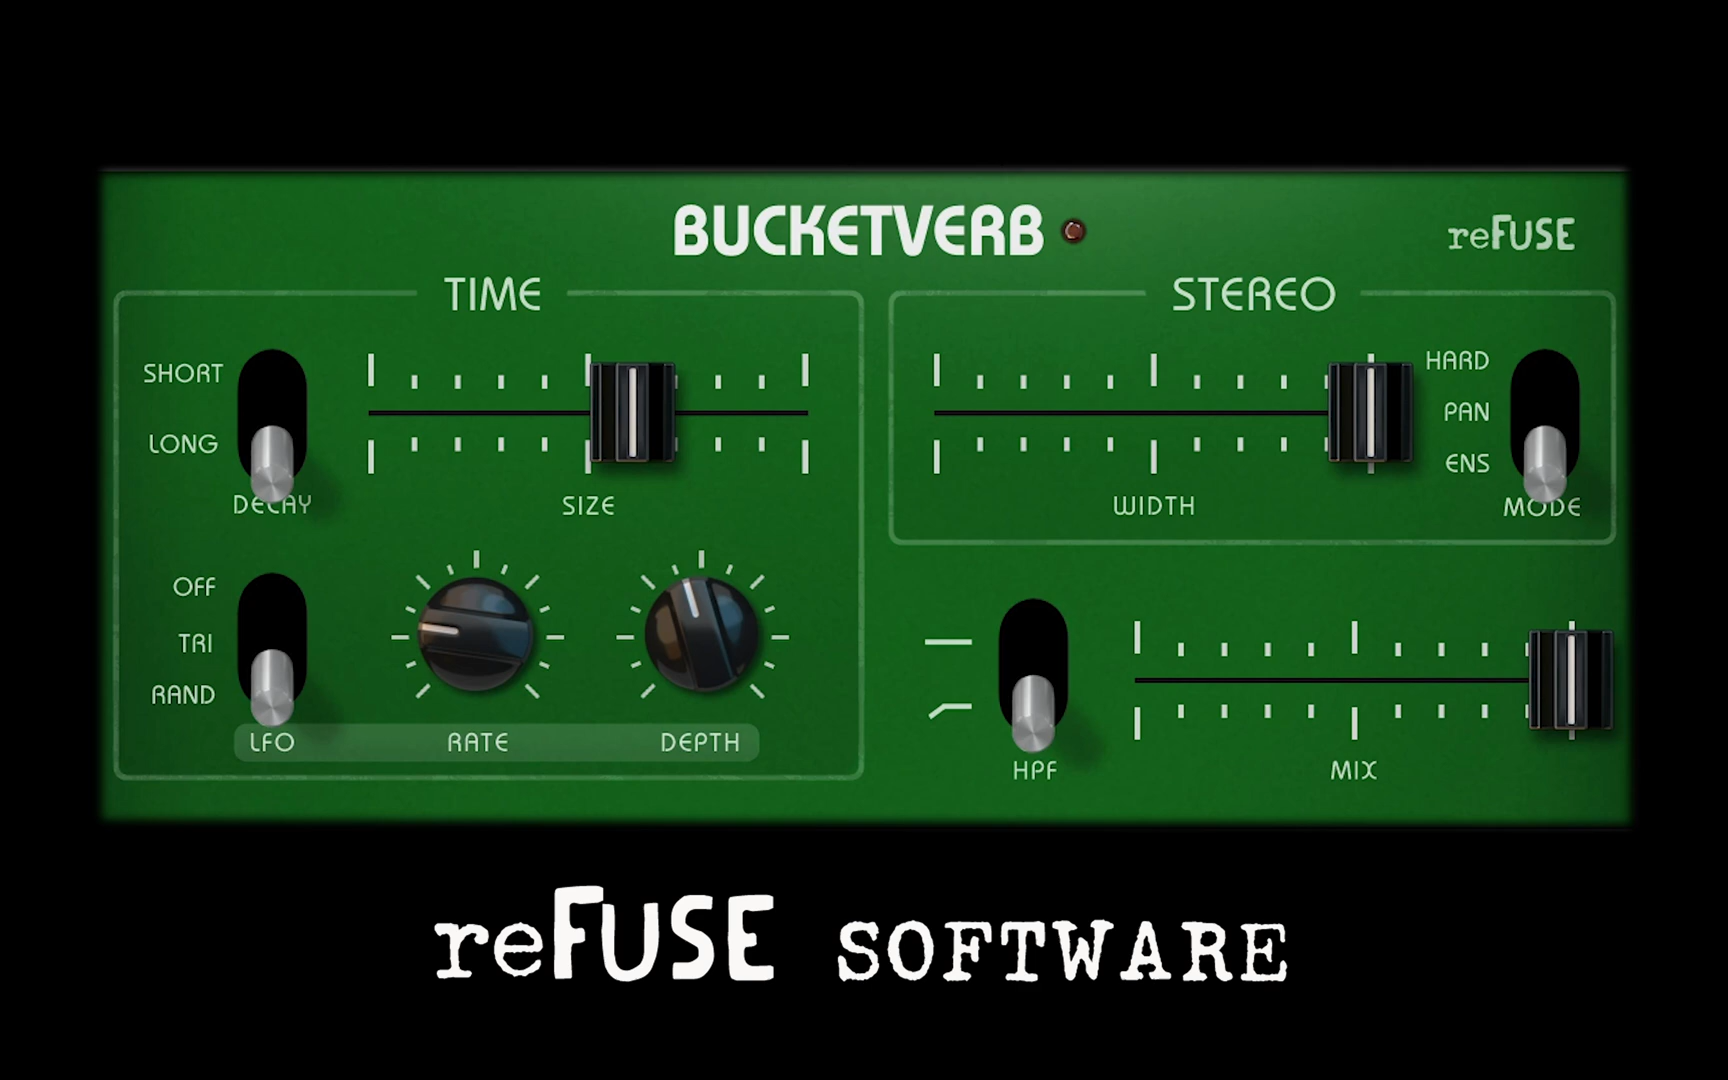 BUCKETVERB
reFUSE
TIME
STEREO
SHORT
LONG
DECAY
SIZE
HARD
PAN
ENS
WIDTH
MODE
OFF
TRI
RAND
LFO
RATE
DEPTH
HPF
MIX
reFUSE SOFTWARE